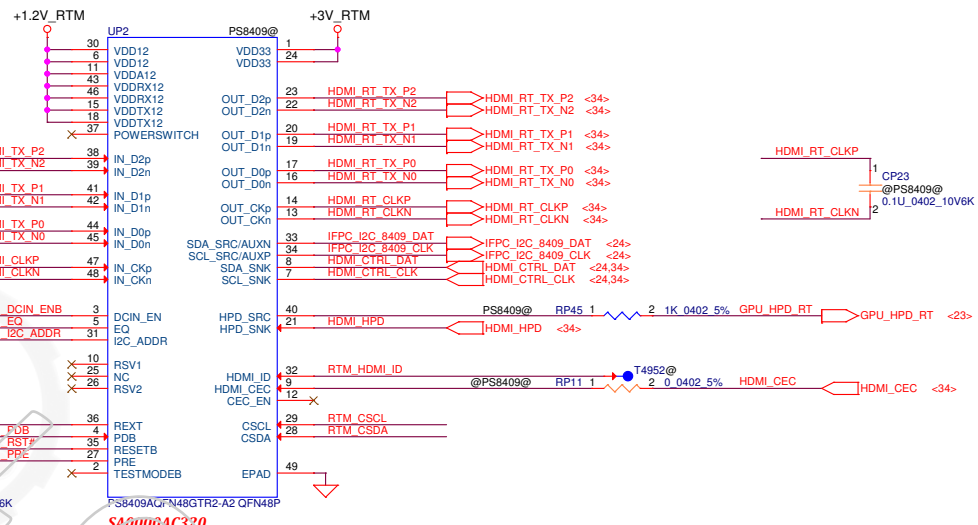 +1.2V_RTM
+3V_RTM
UP2 PS8409@
30 VDD12 VDD33 1
6 VDD12 VDD33 24
11 VDDA12
43 VDDRX12
46 VDDRX12 OUT_D2p 23 HDMI_RT_TX_P2 HDMI_RT_TX_P2 <34>
15 VDDTX12 OUT_D2n 22 HDMI_RT_TX_N2 HDMI_RT_TX_N2 <34>
18 VDDTX12
37 POWERSWITCH OUT_D1p 20 HDMI_RT_TX_P1 HDMI_RT_TX_P1 <34>
OUT_D1n 19 HDMI_RT_TX_N1 HDMI_RT_TX_N1 <34>
I_TX_P2 38 IN_D2p
I_TX_N2 39 IN_D2n OUT_D0p 17 HDMI_RT_TX_P0 HDMI_RT_TX_P0 <34>
OUT_D0n 16 HDMI_RT_TX_N0 HDMI_RT_TX_N0 <34>
I_TX_P1 41 IN_D1p
I_TX_N1 42 IN_D1n OUT_CKp 14 HDMI_RT_CLKP HDMI_RT_CLKP <34>
OUT_CKn 13 HDMI_RT_CLKN HDMI_RT_CLKN <34>
I_TX_P0 44 IN_D0p
I_TX_N0 45 IN_D0n SDA_SRC/AUXN 33 IFPC_I2C_8409_DAT IFPC_I2C_8409_DAT <24>
SCL_SRC/AUXP 34 IFPC_I2C_8409_CLK IFPC_I2C_8409_CLK <24>
I_CLKP 47 IN_CKp SDA_SNK 8 HDMI_CTRL_DAT HDMI_CTRL_DAT <24,34>
I_CLKN 48 IN_CKn SCL_SNK 7 HDMI_CTRL_CLK HDMI_CTRL_CLK <24,34>
HDMI_RT_CLKP
1
CP23
@PS8409@
0.1U_0402_10V6K
2
HDMI_RT_CLKN
_DCIN_ENB 3 DCIN_EN HPD_SRC 40 PS8409@ RP45 1 2 1K_0402_5% GPU_HPD_RT GPU_HPD_RT <23>
_EQ 5 EQ HPD_SNK 21 HDMI_HPD HDMI_HPD <34>
_I2C_ADDR 31 I2C_ADDR
10 RSV1
25 NC HDMI_ID 32 RTM_HDMI_ID T4952@
26 RSV2 HDMI_CEC 9 @PS8409@ RP11 1 2 0_0402_5% HDMI_CEC HDMI_CEC <34>
CEC_EN 12
36 REXT CSCL 29 RTM_CSCL
_PDB 4 PDB CSDA 28 RTM_CSDA
_RST# 35 RESETB
_PRE 27 PRE
2 TESTMODEB EPAD 49
6K
PS8409AQFN48GTR2-A2 QFN48P
SA0000AC320